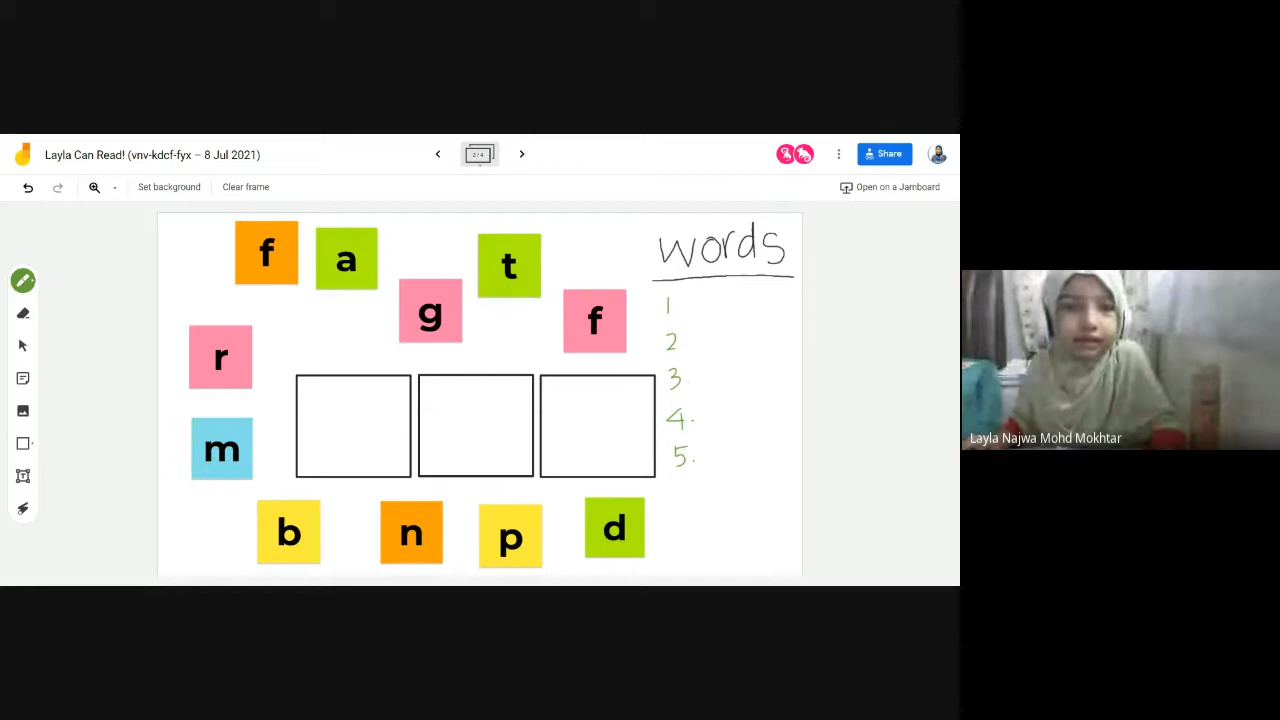 Layla Can Read! (vnv-kdcf-fyx – 8 Jul 2021)
2 / 4
Share
Set background
Clear frame
Open on a Jamboard
f a t
g f
words
1
2.
3.
4.
5.
r
m
b n p d
Layla Najwa Mohd Mokhtar